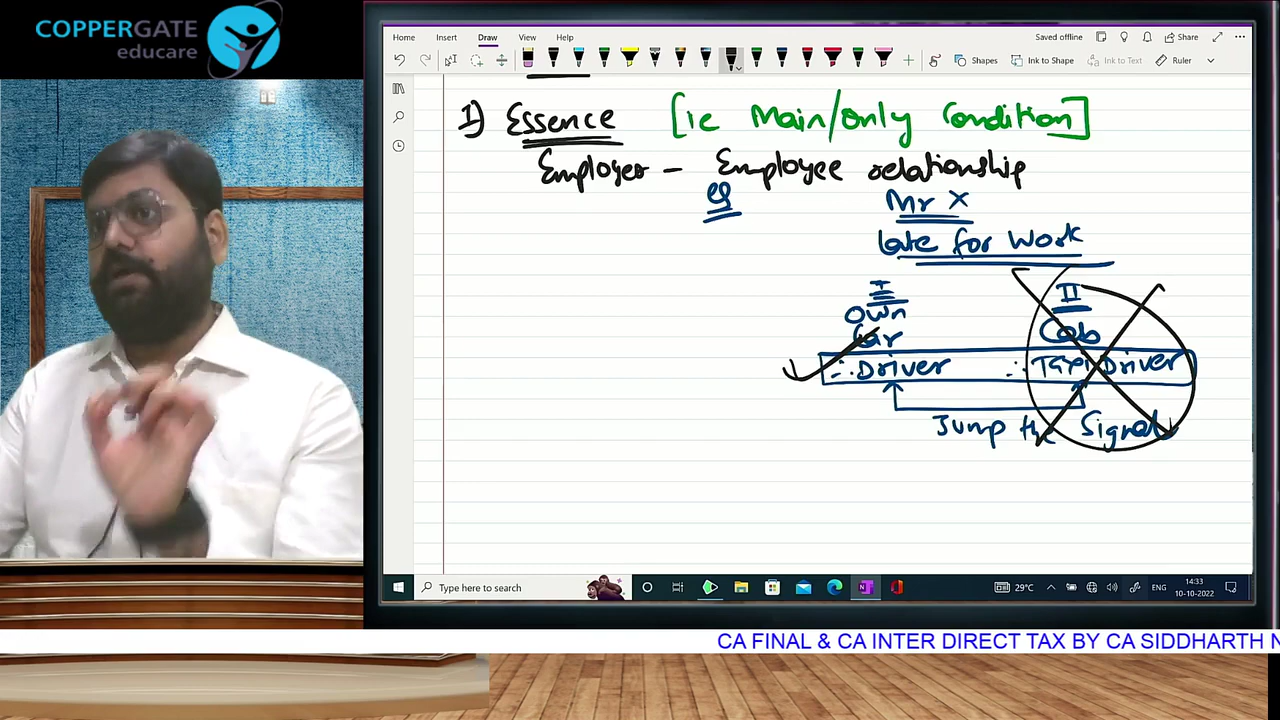 COPPERGATE
educare
Home Insert Draw View Help
Saved offline
Share
Shapes
Ink to Shape
Ink to Text
Ruler
I) Essence [ie Main/only Condition]
Employer - Employee relationship
eg
Mr X
late for work
I
II
Own
Car
Cab
∴ Driver
∴ Taxi Driver
Jump the Signal
Type here to search
29°C
ENG
14:33
10-10-2022
CA FINAL & CA INTER DIRECT TAX BY CA SIDDHARTH N